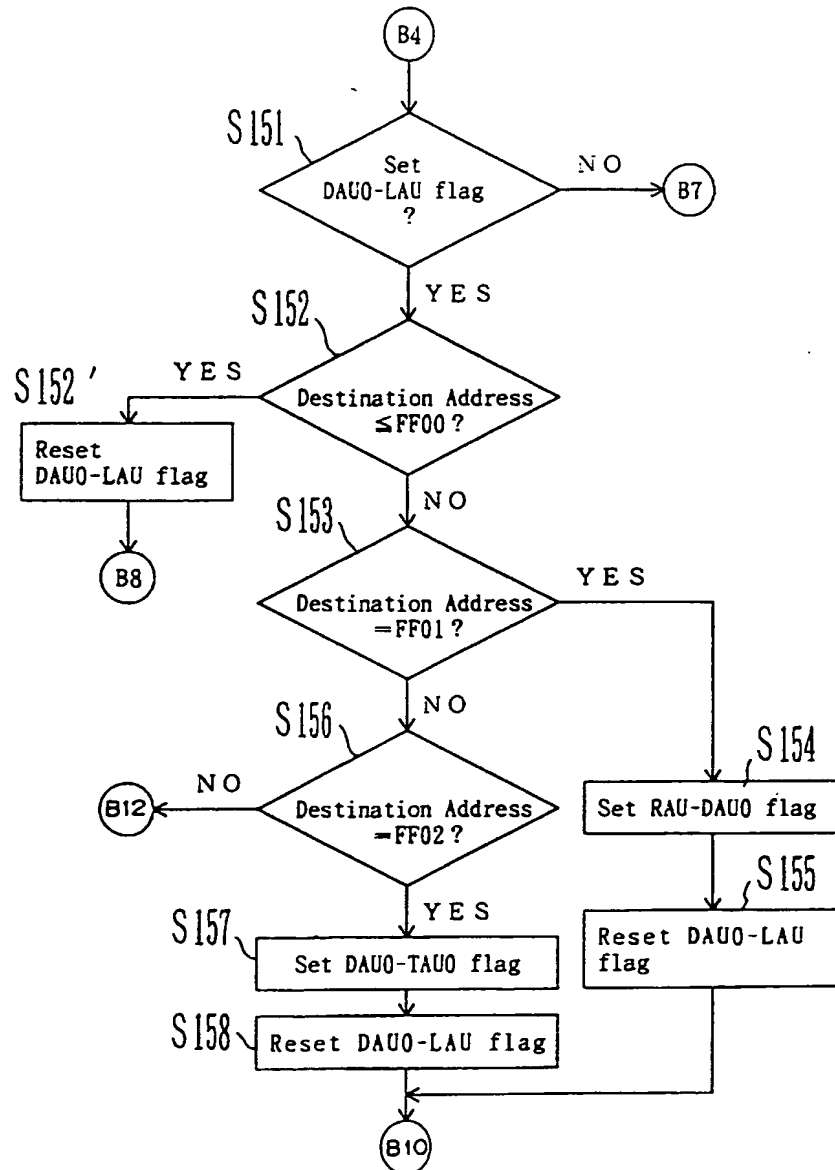 B4
S151
Set
DAU0-LAU flag
?
NO
B7
YES
S152
Destination Address
≦FF00?
YES
S152'
Reset
DAU0-LAU flag
B8
NO
S153
Destination Address
=FF01?
YES
NO
S156
Destination Address
=FF02?
NO
B12
S154
Set RAU-DAU0 flag
S155
Reset DAU0-LAU
flag
YES
S157
Set DAU0-TAU0 flag
S158
Reset DAU0-LAU flag
B10